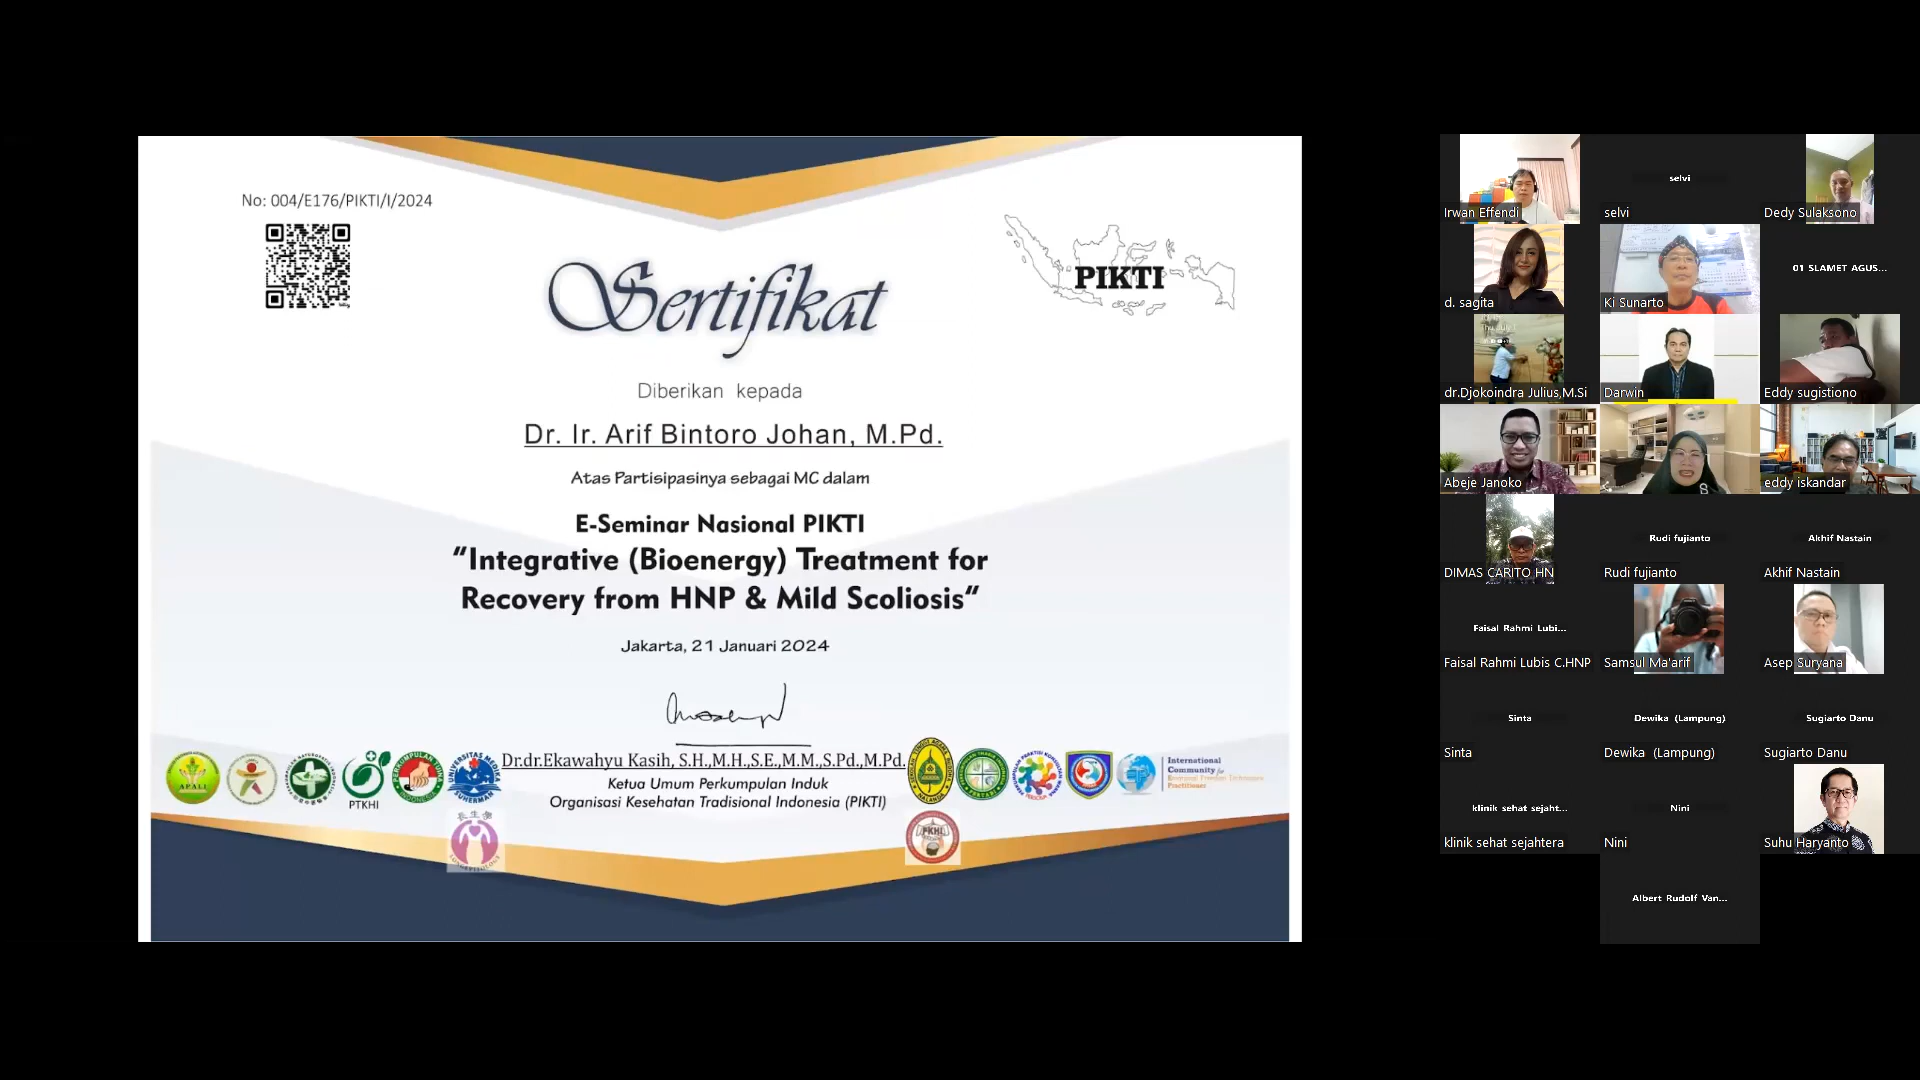 No: 004/E176/PIKTI/I/2024
PIKTI
Sertifikat
Diberikan kepada
Dr. Ir. Arif Bintoro Johan, M.Pd.
Atas Partisipasinya sebagai MC dalam
E-Seminar Nasional PIKTI
“Integrative (Bioenergy) Treatment for
Recovery from HNP & Mild Scoliosis“
Jakarta, 21 Januari 2024
Dr.dr.Ekawahyu Kasih, S.H.,M.H.,S.E.,M.M.,S.Pd.,M.Pd.
Ketua Umum Perkumpulan Induk
Organisasi Kesehatan Tradisional Indonesia (PIKTI)
APALI
PTKHI
International
Community for
Practitioner
PKHI
Irwan Effendi
selvi
selvi
Dedy Sulaksono
d. sagita
Ki Sunarto
01 SLAMET AGUS...
dr.Djokoindra Julius,M.Si
Darwin
Eddy sugistiono
Abeje Janoko
eddy iskandar
DIMAS CARITO HN
Rudi fujianto
Rudi fujianto
Akhif Nastain
Akhif Nastain
Faisal Rahmi Lubi...
Faisal Rahmi Lubis C.HNP
Samsul Ma'arif
Asep Suryana
Sinta
Sinta
Dewika (Lampung)
Dewika (Lampung)
Sugiarto Danu
Sugiarto Danu
klinik sehat sejaht...
klinik sehat sejahtera
Nini
Nini
Suhu Haryanto
Albert Rudolf Van...